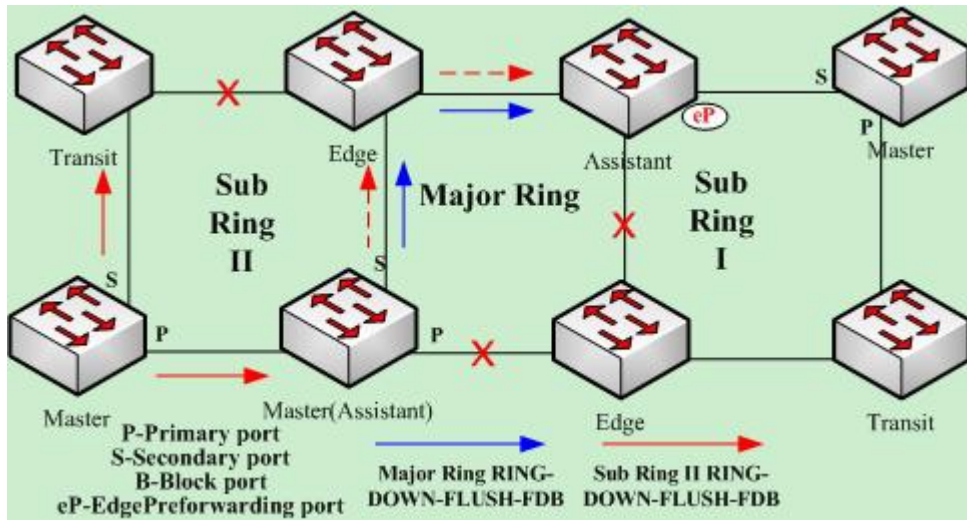 S
eP
P
Transit
Edge
Assistant
Master
Sub
Ring
II
Major Ring
Sub
Ring
I
S
S
P
P
Master
Master(Assistant)
Edge
Transit
P-Primary port
S-Secondary port
B-Block port
eP-EdgePreforwarding port
Major Ring RING-
DOWN-FLUSH-FDB
Sub Ring II RING-
DOWN-FLUSH-FDB